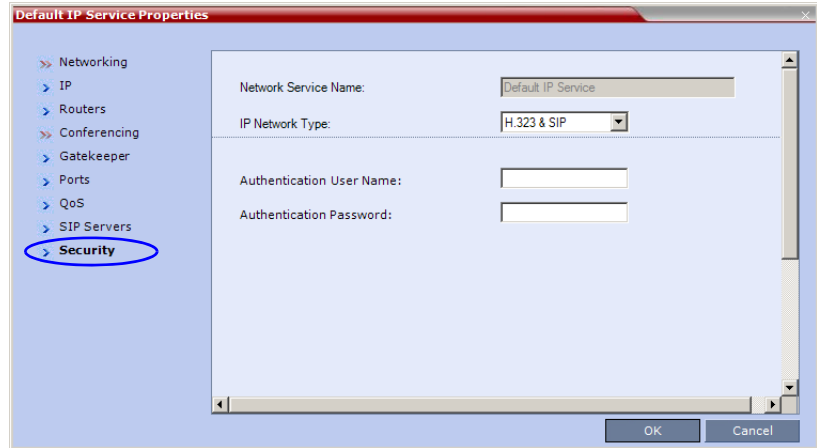 Default IP Service Properties
Networking
IP
Routers
Conferencing
Gatekeeper
Ports
QoS
SIP Servers
Security
Network Service Name: Default IP Service
IP Network Type: H.323 & SIP
Authentication User Name:
Authentication Password:
OK Cancel